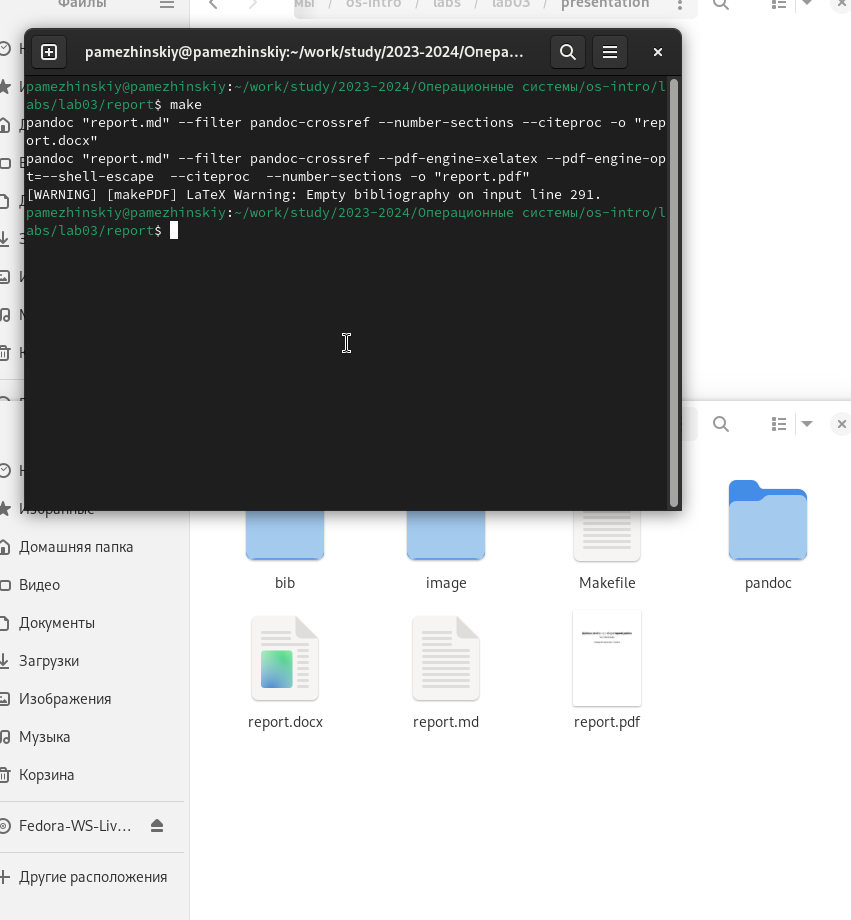 Файлы
мы / os-intro / labs / lab03 / presentation
pamezhinskiy@pamezhinskiy:~/work/study/2023-2024/Опера...
pamezhinskiy@pamezhinskiy:~/work/study/2023-2024/Операционные системы/os-intro/l
abs/lab03/report$ make
pandoc "report.md" --filter pandoc-crossref --number-sections --citeproc -o "rep
ort.docx"
pandoc "report.md" --filter pandoc-crossref --pdf-engine=xelatex --pdf-engine-op
t=--shell-escape  --citeproc  --number-sections -o "report.pdf"
[WARNING] [makePDF] LaTeX Warning: Empty bibliography on input line 291.
pamezhinskiy@pamezhinskiy:~/work/study/2023-2024/Операционные системы/os-intro/l
abs/lab03/report$
Избранные
Домашняя папка
Видео
Документы
Загрузки
Изображения
Музыка
Корзина
Fedora-WS-Liv...
Другие расположения
bib
image
Makefile
pandoc
report.docx
report.md
report.pdf